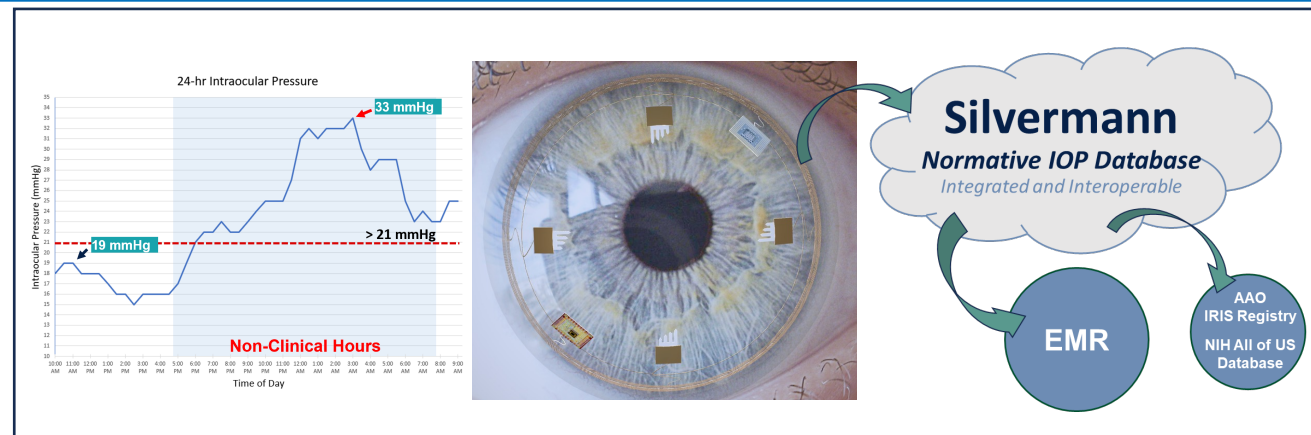 24-hr Intraocular Pressure
Intraocular Pressure (mmHg)
35
34
33
32
31
30
29
28
27
26
25
24
23
22
21
20
19
18
17
16
15
14
13
12
11
10
33 mmHg
> 21 mmHg
19 mmHg
Non-Clinical Hours
10:00 11:00 12:00 1:00 2:00 3:00 4:00 5:00 6:00 7:00 8:00 9:00 10:00 11:00 12:00 1:00 2:00 3:00 4:00 5:00 6:00 7:00 8:00 9:00
AM AM PM PM PM PM PM PM PM PM PM PM PM PM AM AM AM AM AM AM AM AM AM AM
Time of Day
Silvermann
Normative IOP Database
Integrated and Interoperable
EMR
AAO
IRIS Registry
NIH All of US
Database